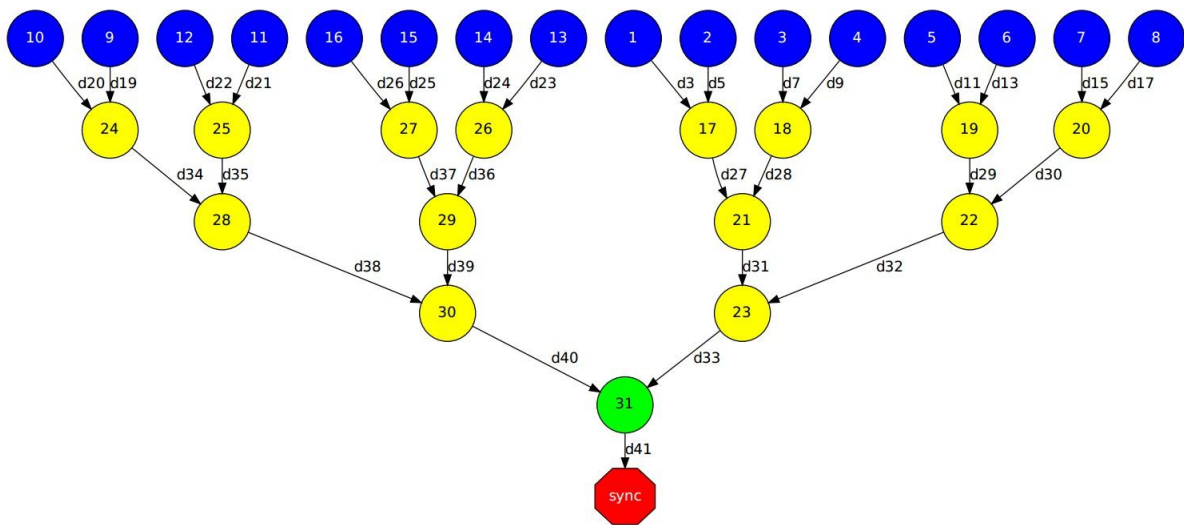 10 9 12 11 16 15 14 13 1 2 3 4 5 6 7 8
d20 d19 d22 d21 d26 d25 d24 d23 d3 d5 d7 d9 d11 d13 d15 d17
24 25 27 26 17 18 19 20
d34 d35 d37 d36 d27 d28 d29 d30
28 29 21 22
d38 d39 d31 d32
30 23
d40 d33
31
d41
sync